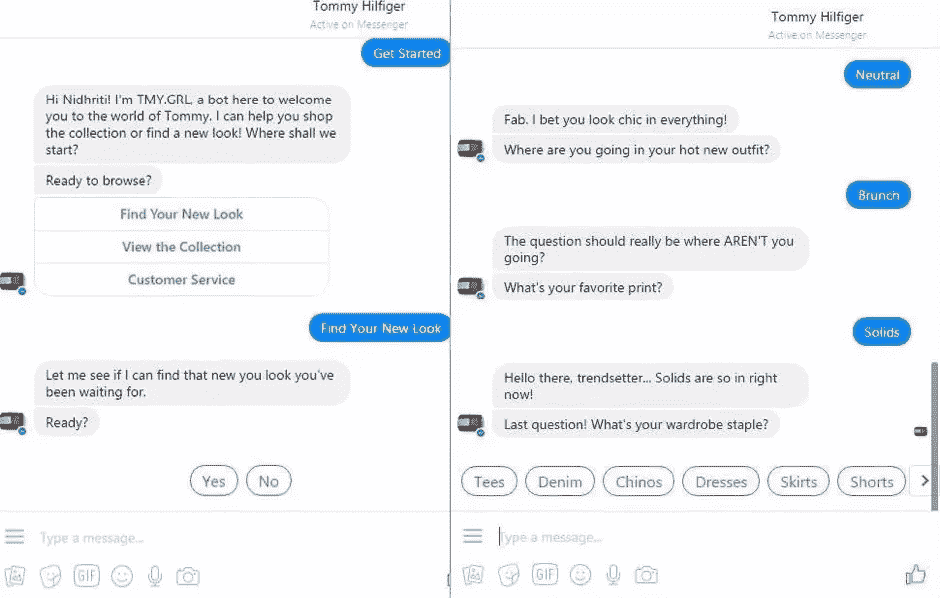 Tommy Hilfiger
Active on Messenger
Get Started
Hi Nidhriti! I'm TMY.GRL, a bot here to welcome
you to the world of Tommy. I can help you shop
the collection or find a new look! Where shall we
start?
Ready to browse?
Find Your New Look
View the Collection
Customer Service
Find Your New Look
Let me see if I can find that new you look you've
been waiting for.
Ready?
Yes
No
Type a message...
GIF
Tommy Hilfiger
Active on Messenger
Neutral
Fab. I bet you look chic in everything!
Where are you going in your hot new outfit?
Brunch
The question should really be where AREN'T you
going?
What's your favorite print?
Solids
Hello there, trendsetter... Solids are so in right
now!
Last question! What's your wardrobe staple?
Tees
Denim
Chinos
Dresses
Skirts
Shorts
Type a message...
GIF